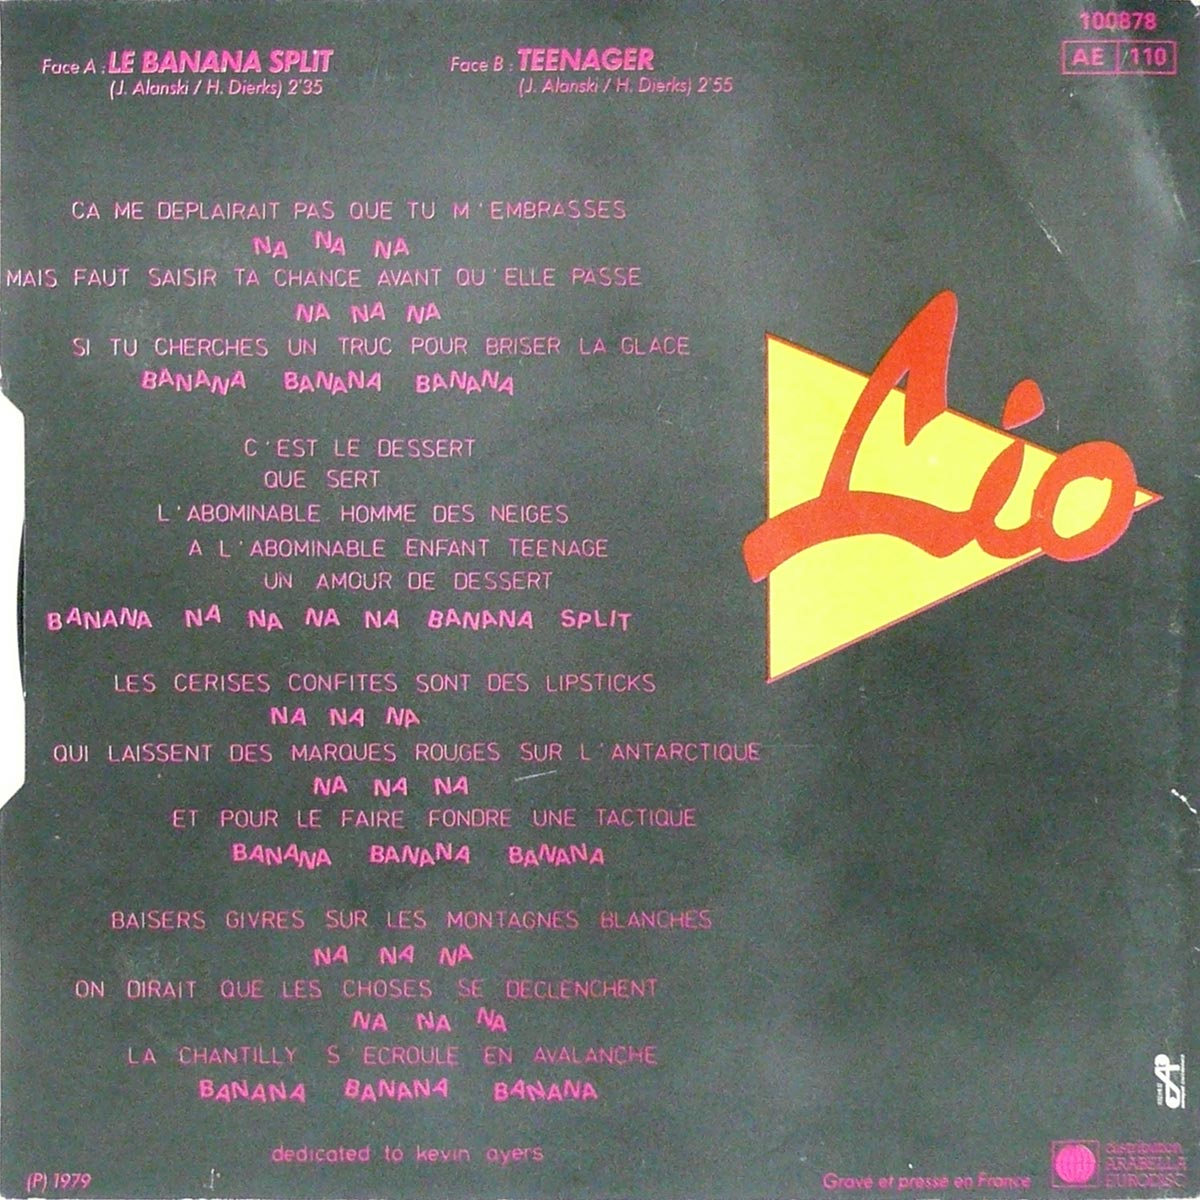 Face A : LE BANANA SPLIT
(J. Alanski / H. Dierks) 2'35
Face B : TEENAGER
(J. Alanski / H. Dierks) 2'55
100878
AE /110
CA ME DEPLAIRAIT PAS QUE TU M'EMBRASSES
NA NA NA
MAIS FAUT SAISIR TA CHANCE AVANT QU'ELLE PASSE
NA NA NA
SI TU CHERCHES UN TRUC POUR BRISER LA GLACE
BANANA BANANA BANANA
C'EST LE DESSERT
QUE SERT
L'ABOMINABLE HOMME DES NEIGES
A L'ABOMINABLE ENFANT TEENAGE
UN AMOUR DE DESSERT
BANANA NA NA NA NA BANANA SPLIT
LES CERISES CONFITES SONT DES LIPSTICKS
NA NA NA
QUI LAISSENT DES MARQUES ROUGES SUR L'ANTARCTIQUE
NA NA NA
ET POUR LE FAIRE FONDRE UNE TACTIQUE
BANANA BANANA BANANA
BAISERS GIVRES SUR LES MONTAGNES BLANCHES
NA NA NA
ON DIRAIT QUE LES CHOSES SE DECLENCHENT
NA NA NA
LA CHANTILLY S'ECROULE EN AVALANCHE
BANANA BANANA BANANA
dedicated to kevin ayers
Lio
(P) 1979
Gravé et pressé en France
distribution
ARABELLA
EURODISC